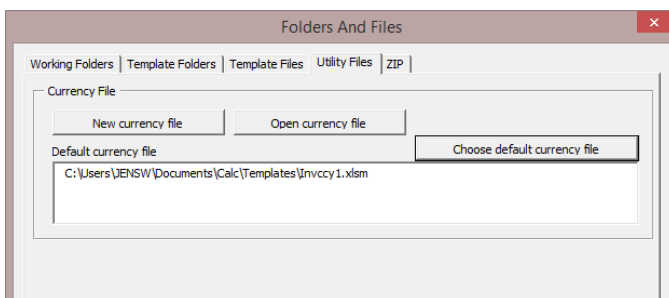 Folders And Files
Working Folders Template Folders Template Files Utility Files ZIP
Currency File
New currency file Open currency file
Default currency file Choose default currency file
C:\Users\JENSW\Documents\Calc\Templates\Invccy1.xlsm